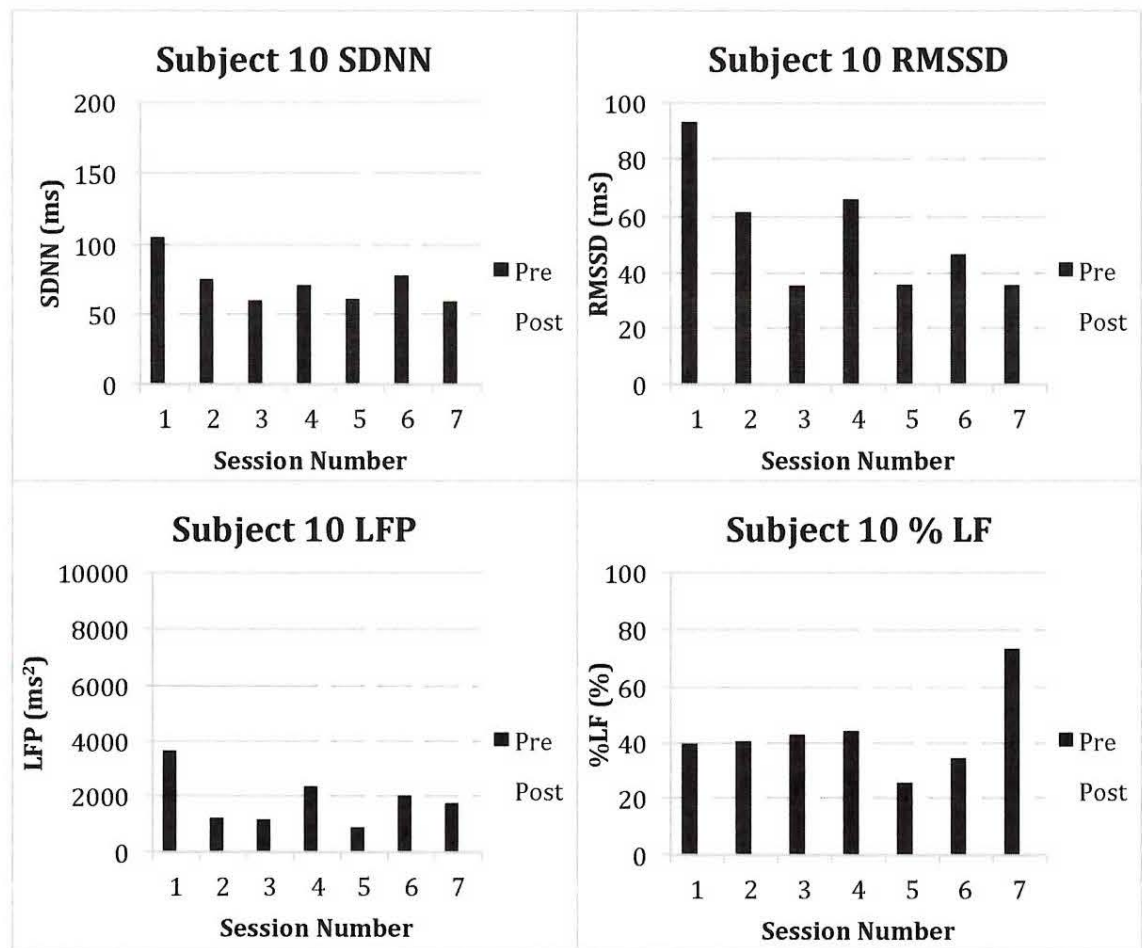 Subject 10 SDNN
200
150
100
50
0
SDNN (ms)
1 2 3 4 5 6 7
Session Number
Pre
Post
Subject 10 RMSSD
100
80
60
40
20
0
RMSSD (ms)
1 2 3 4 5 6 7
Session Number
Pre
Post
Subject 10 LFP
10000
8000
6000
4000
2000
0
LFP (ms²)
1 2 3 4 5 6 7
Session Number
Pre
Post
Subject 10 % LF
100
80
60
40
20
0
%LF (%)
1 2 3 4 5 6 7
Session Number
Pre
Post